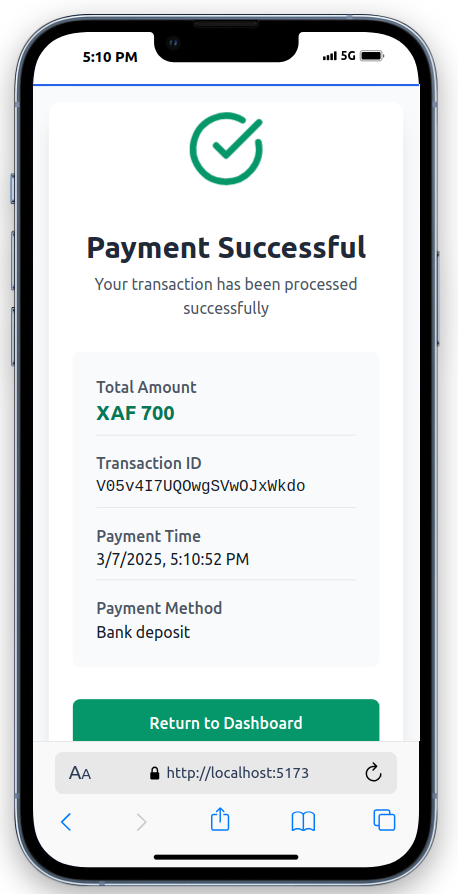 5:10 PM
5G
Payment Successful
Your transaction has been processed
successfully
Total Amount
XAF 700
Transaction ID
V05v4I7UQOwgSVwOJxWkdo
Payment Time
3/7/2025, 5:10:52 PM
Payment Method
Bank deposit
Return to Dashboard
AA
http://localhost:5173